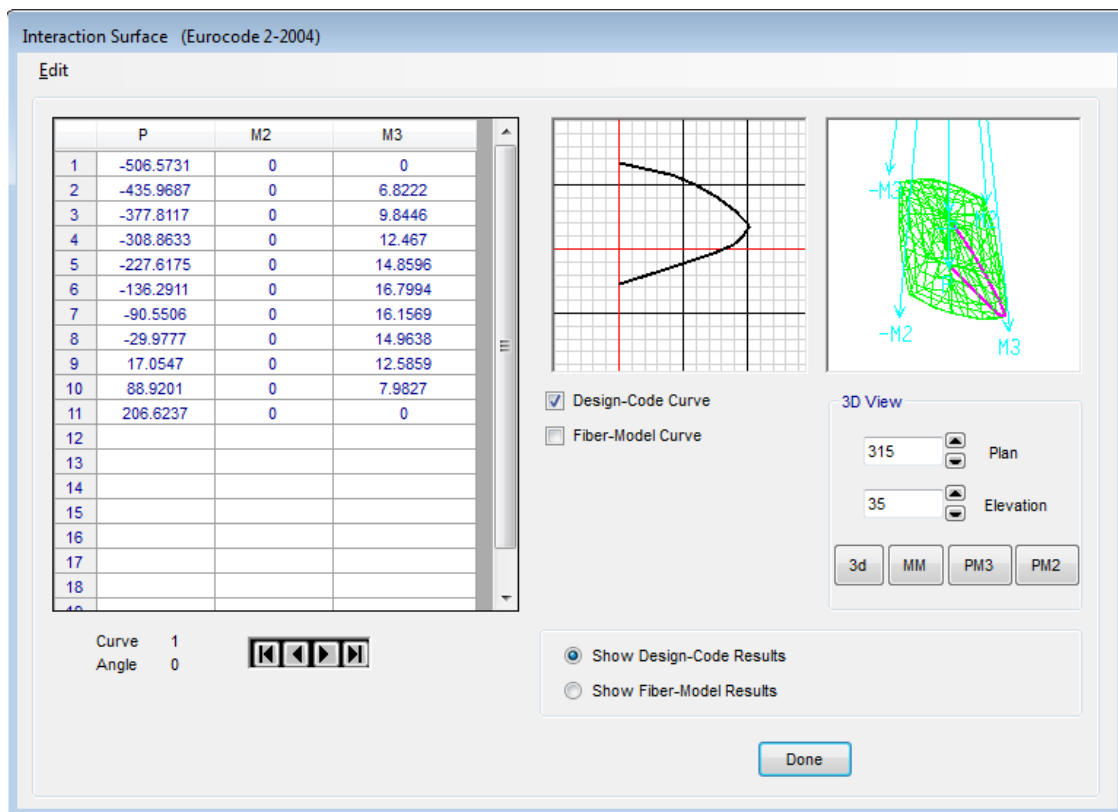 Interaction Surface (Eurocode 2-2004)
Edit
P M2 M3
1 -506.5731 0 0
2 -435.9687 0 6.8222
3 -377.8117 0 9.8446
4 -308.8633 0 12.467
5 -227.6175 0 14.8596
6 -136.2911 0 16.7994
7 -90.5506 0 16.1569
8 -29.9777 0 14.9638
9 17.0547 0 12.5859
10 88.9201 0 7.9827
11 206.6237 0 0
12
13
14
15
16
17
18
Curve 1
Angle 0
-M3
-M2
M3
Design-Code Curve
Fiber-Model Curve
3D View
315 Plan
35 Elevation
3d MM PM3 PM2
Show Design-Code Results
Show Fiber-Model Results
Done